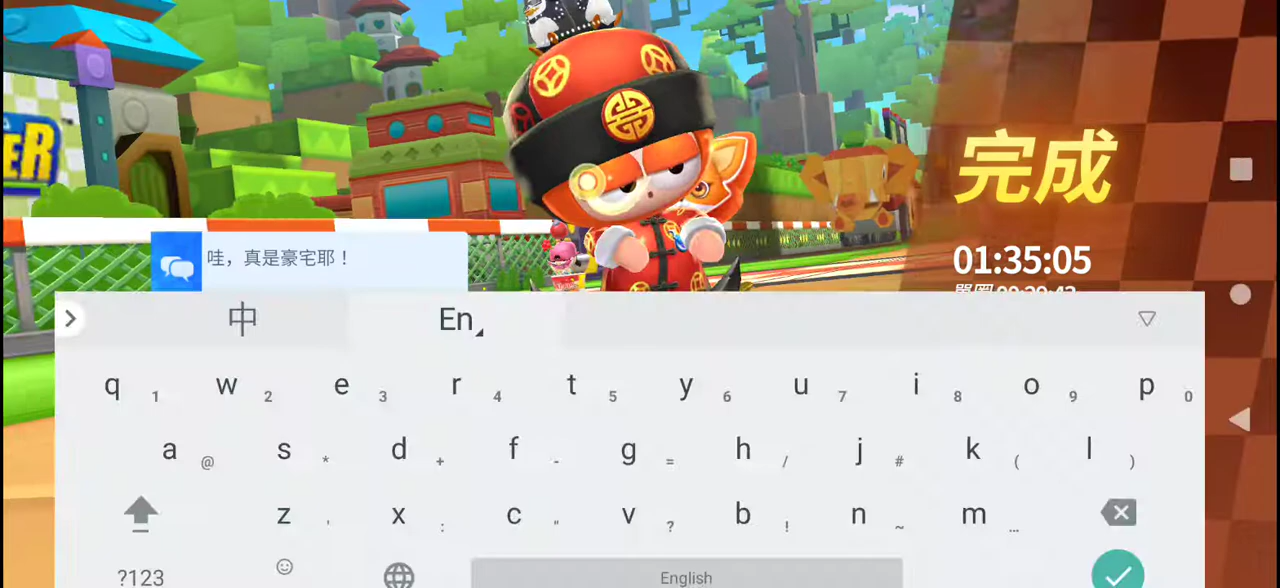 ER
完成
哇，真是豪宅耶！
01:35:05
中 En
q 1 w 2 e 3 r 4 t 5 y 6 u 7 i 8 o 9 p 0
a @ s * d + f - g = h / j # k ( l )
z ' x : c " v ? b ! n ~ m …
?123 English